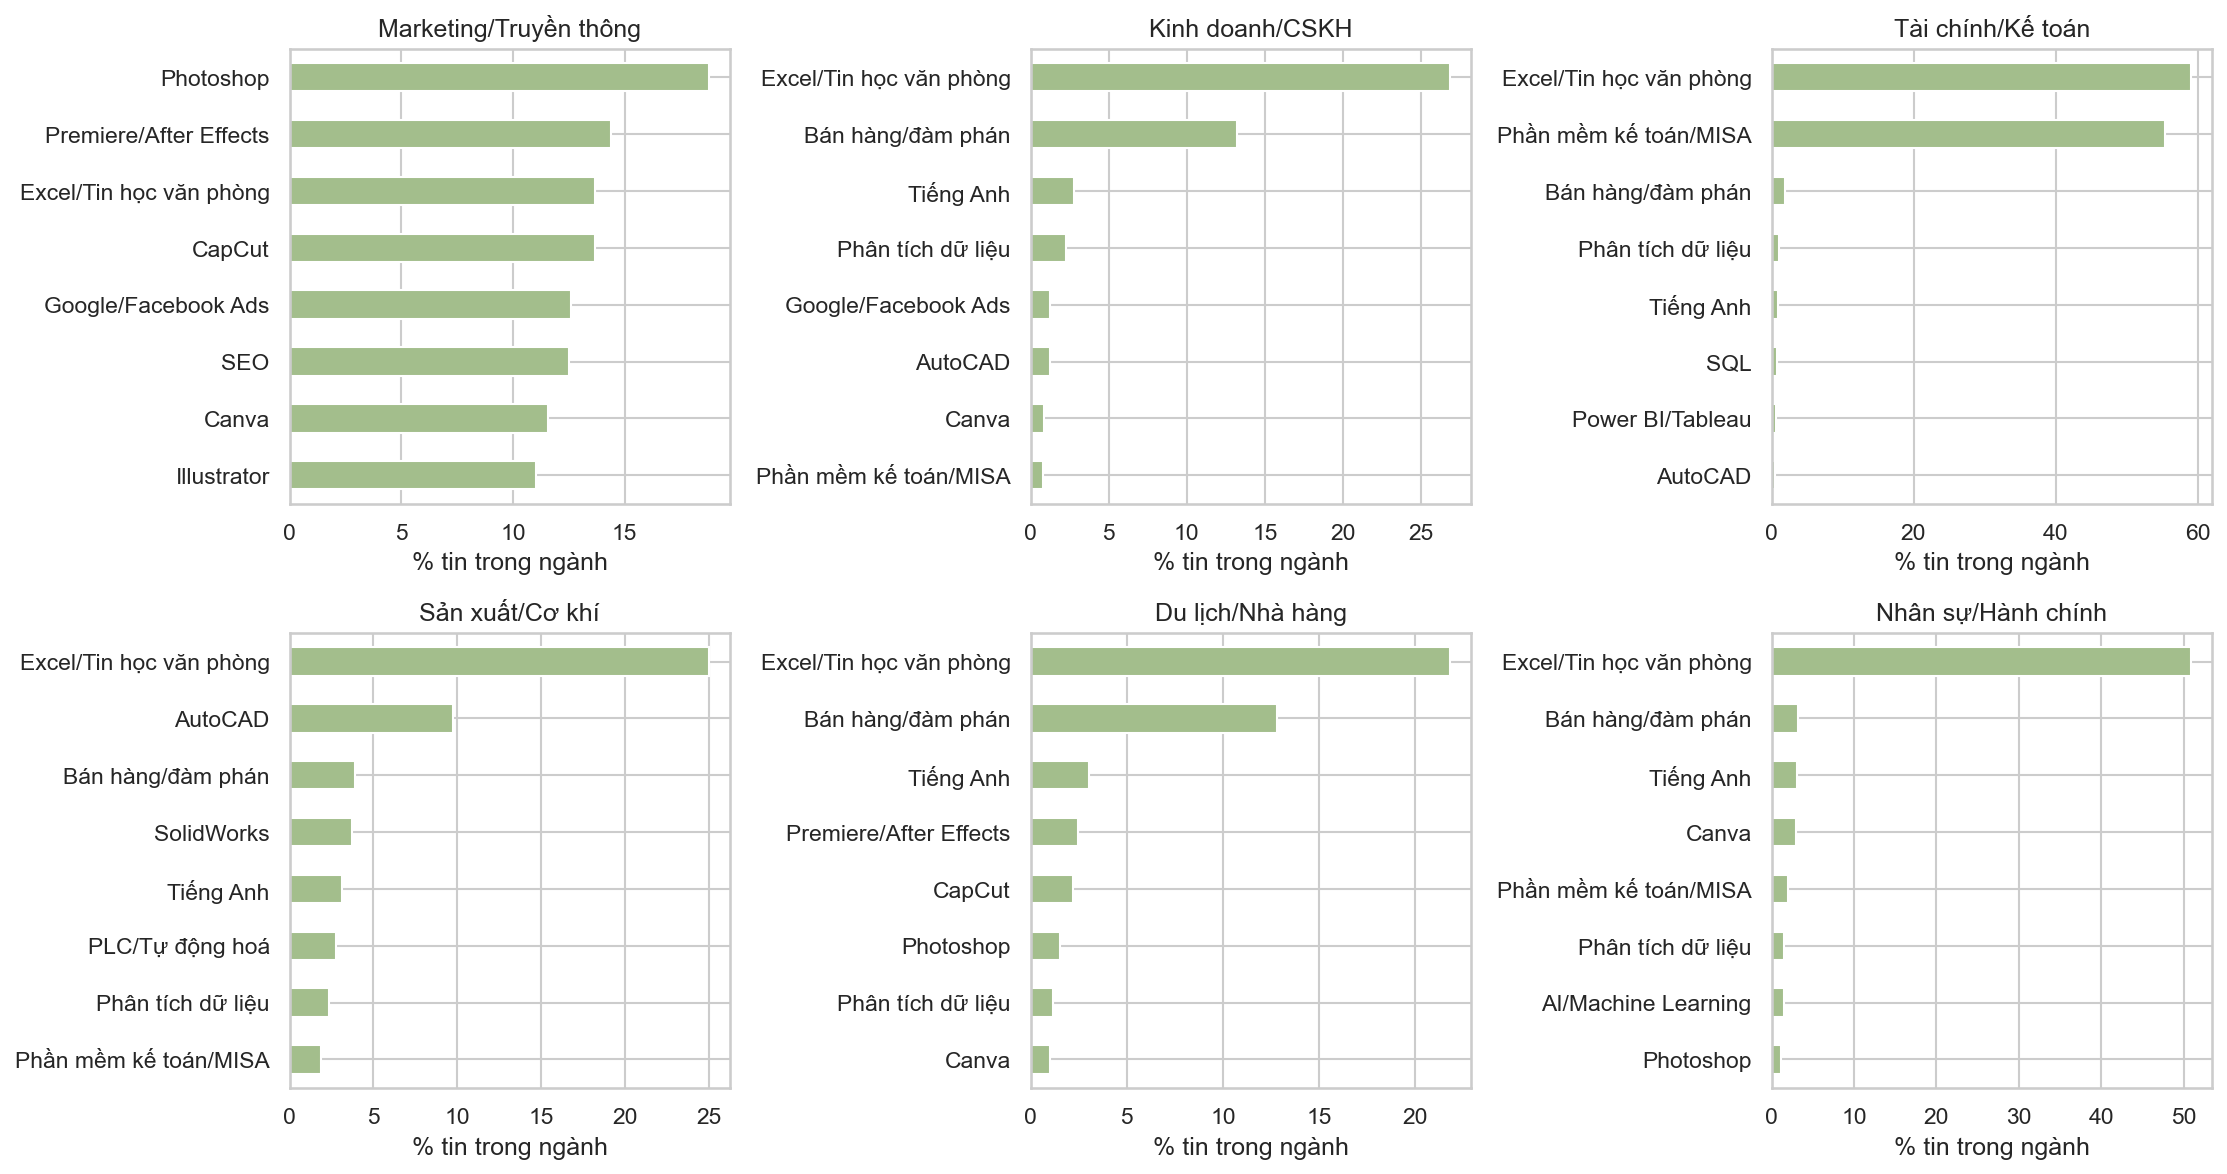 Marketing/Truyền thông
Photoshop
Premiere/After Effects
Excel/Tin học văn phòng
CapCut
Google/Facebook Ads
SEO
Canva
Illustrator
0 5 10 15
% tin trong ngành
Kinh doanh/CSKH
Excel/Tin học văn phòng
Bán hàng/đàm phán
Tiếng Anh
Phân tích dữ liệu
Google/Facebook Ads
AutoCAD
Canva
Phần mềm kế toán/MISA
0 5 10 15 20 25
% tin trong ngành
Tài chính/Kế toán
Excel/Tin học văn phòng
Phần mềm kế toán/MISA
Bán hàng/đàm phán
Phân tích dữ liệu
Tiếng Anh
SQL
Power BI/Tableau
AutoCAD
0 20 40 60
% tin trong ngành
Sản xuất/Cơ khí
Excel/Tin học văn phòng
AutoCAD
Bán hàng/đàm phán
SolidWorks
Tiếng Anh
PLC/Tự động hoá
Phân tích dữ liệu
Phần mềm kế toán/MISA
0 5 10 15 20 25
% tin trong ngành
Du lịch/Nhà hàng
Excel/Tin học văn phòng
Bán hàng/đàm phán
Tiếng Anh
Premiere/After Effects
CapCut
Photoshop
Phân tích dữ liệu
Canva
0 5 10 15 20
% tin trong ngành
Nhân sự/Hành chính
Excel/Tin học văn phòng
Bán hàng/đàm phán
Tiếng Anh
Canva
Phần mềm kế toán/MISA
Phân tích dữ liệu
AI/Machine Learning
Photoshop
0 10 20 30 40 50
% tin trong ngành